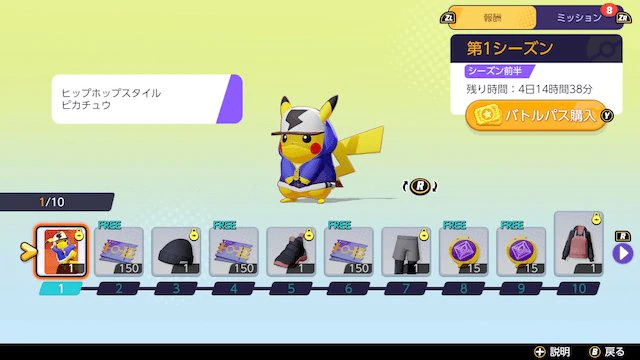 ZL 報酬 ミッション 8 ZR
第1シーズン
シーズン前半
残り時間:4日14時間38分
バトルパス購入 Y
ヒップホップスタイル
ピカチュウ
R
1/10
FREE FREE FREE FREE FREE
1 150 1 150 1 150 1 15 15 1
R
1 2 3 4 5 6 7 8 9 10
説明 B 戻る